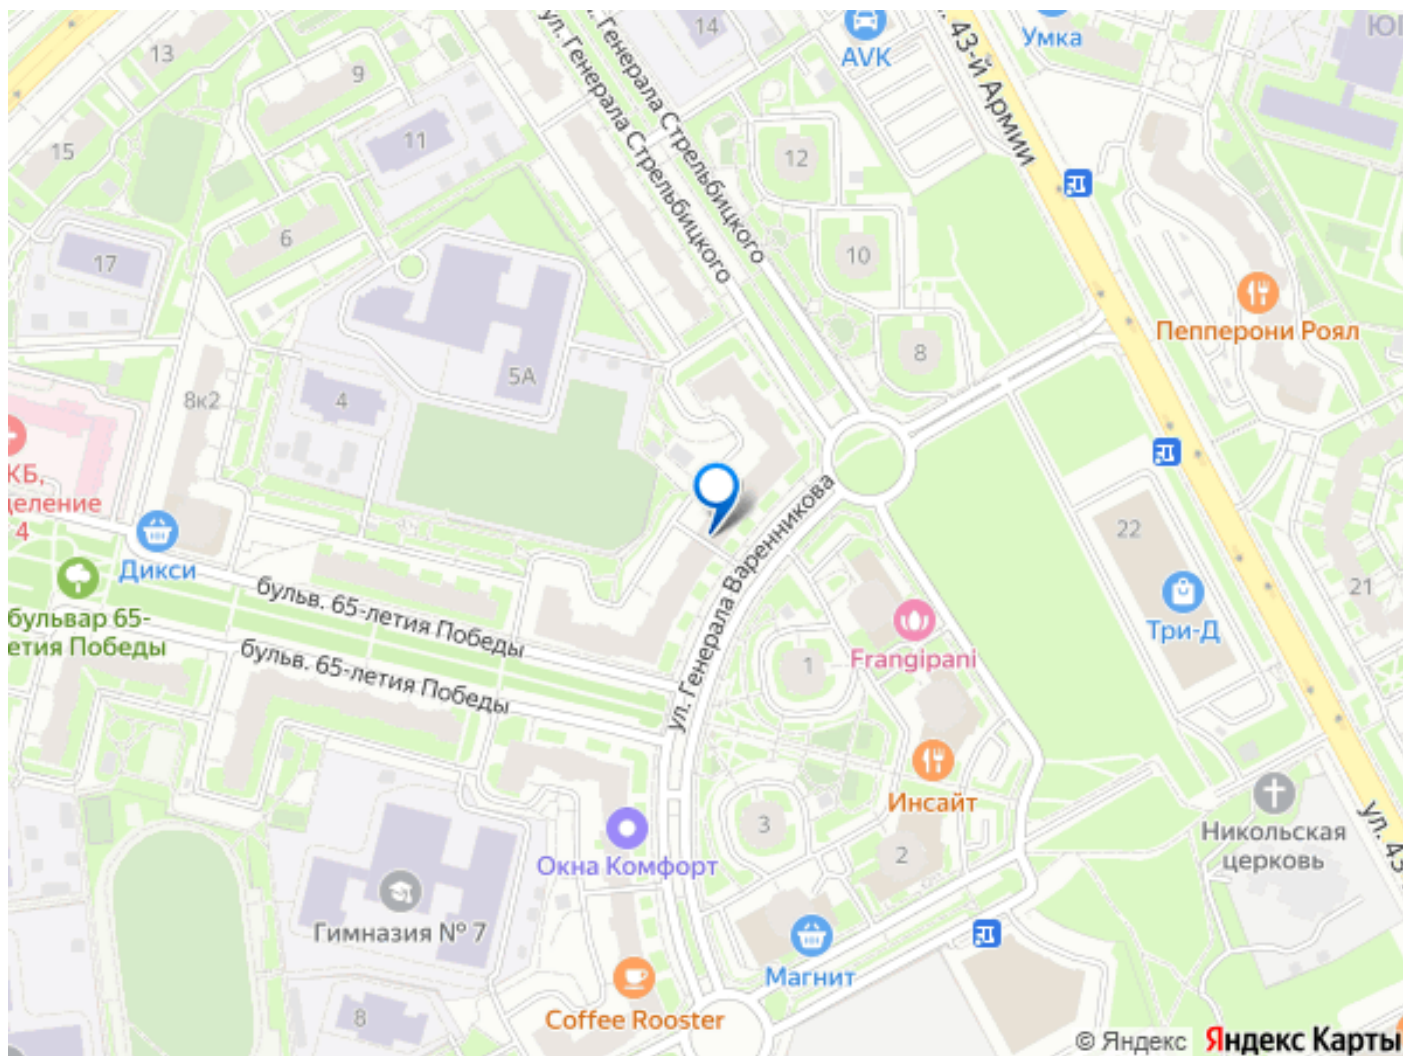 14
13
AVK
Умка
ЮІ
ул. 43-й Армии
9
ул. Генерала Стрельбицкого
ул. Генерала Стрельбицкого
11
15
12
6
17
10
Пепперони Роял
8
5А
8к2
4
КБ,
деление
4
22
ул. Генерала Варенникова
Дикси
бульв. 65-летия Победы
21
бульвар 65-
етия Победы
Три-Д
бульв. 65-летия Победы
Frangipani
1
Инсайт
3
Никольская
церковь
ул. 43
2
Окна Комфорт
Гимназия № 7
Магнит
8
Coffee Rooster
© Яндекс Яндекс Карты